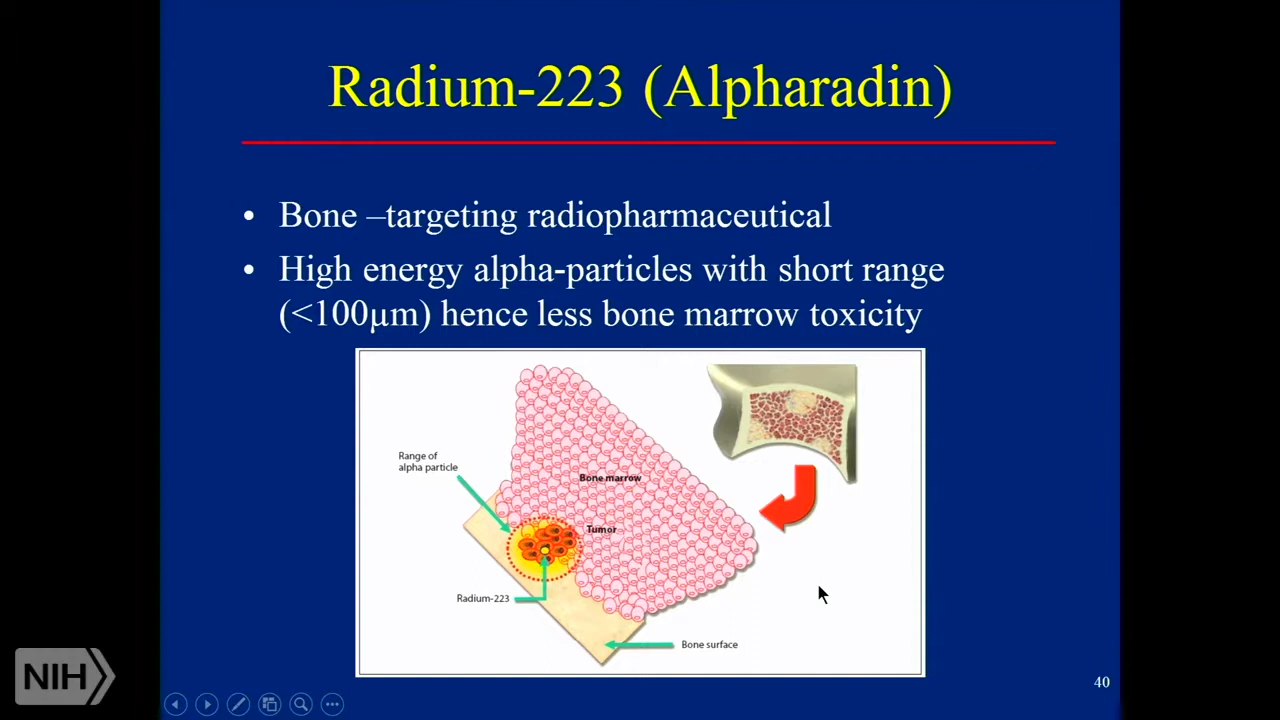 Radium-223 (Alpharadin)
• Bone –targeting radiopharmaceutical
• High energy alpha-particles with short range
(<100µm) hence less bone marrow toxicity
Range of
alpha particle
Bone marrow
Tumor
Radium-223
Bone surface
NIH
40